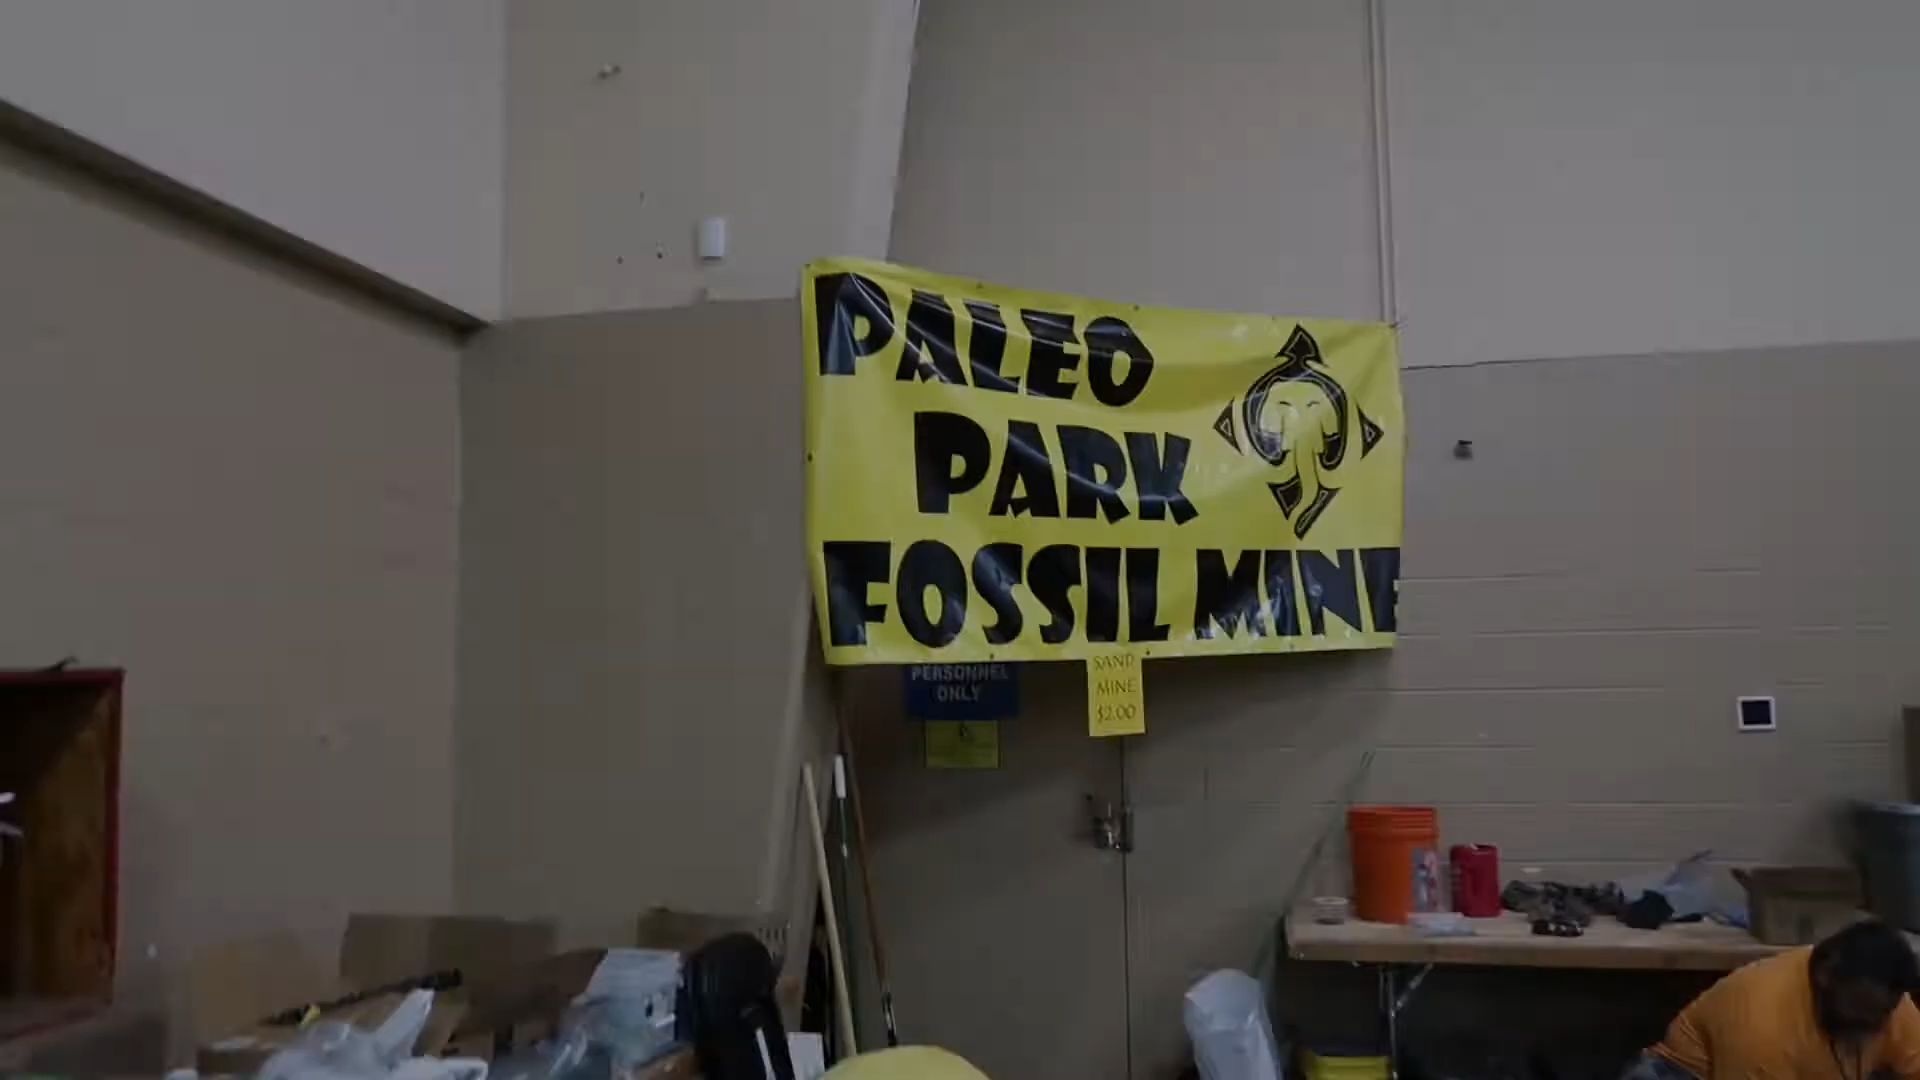 PALEO
PARK
FOSSIL MINE
PERSONNEL
ONLY
SAND
MINE
$2.00